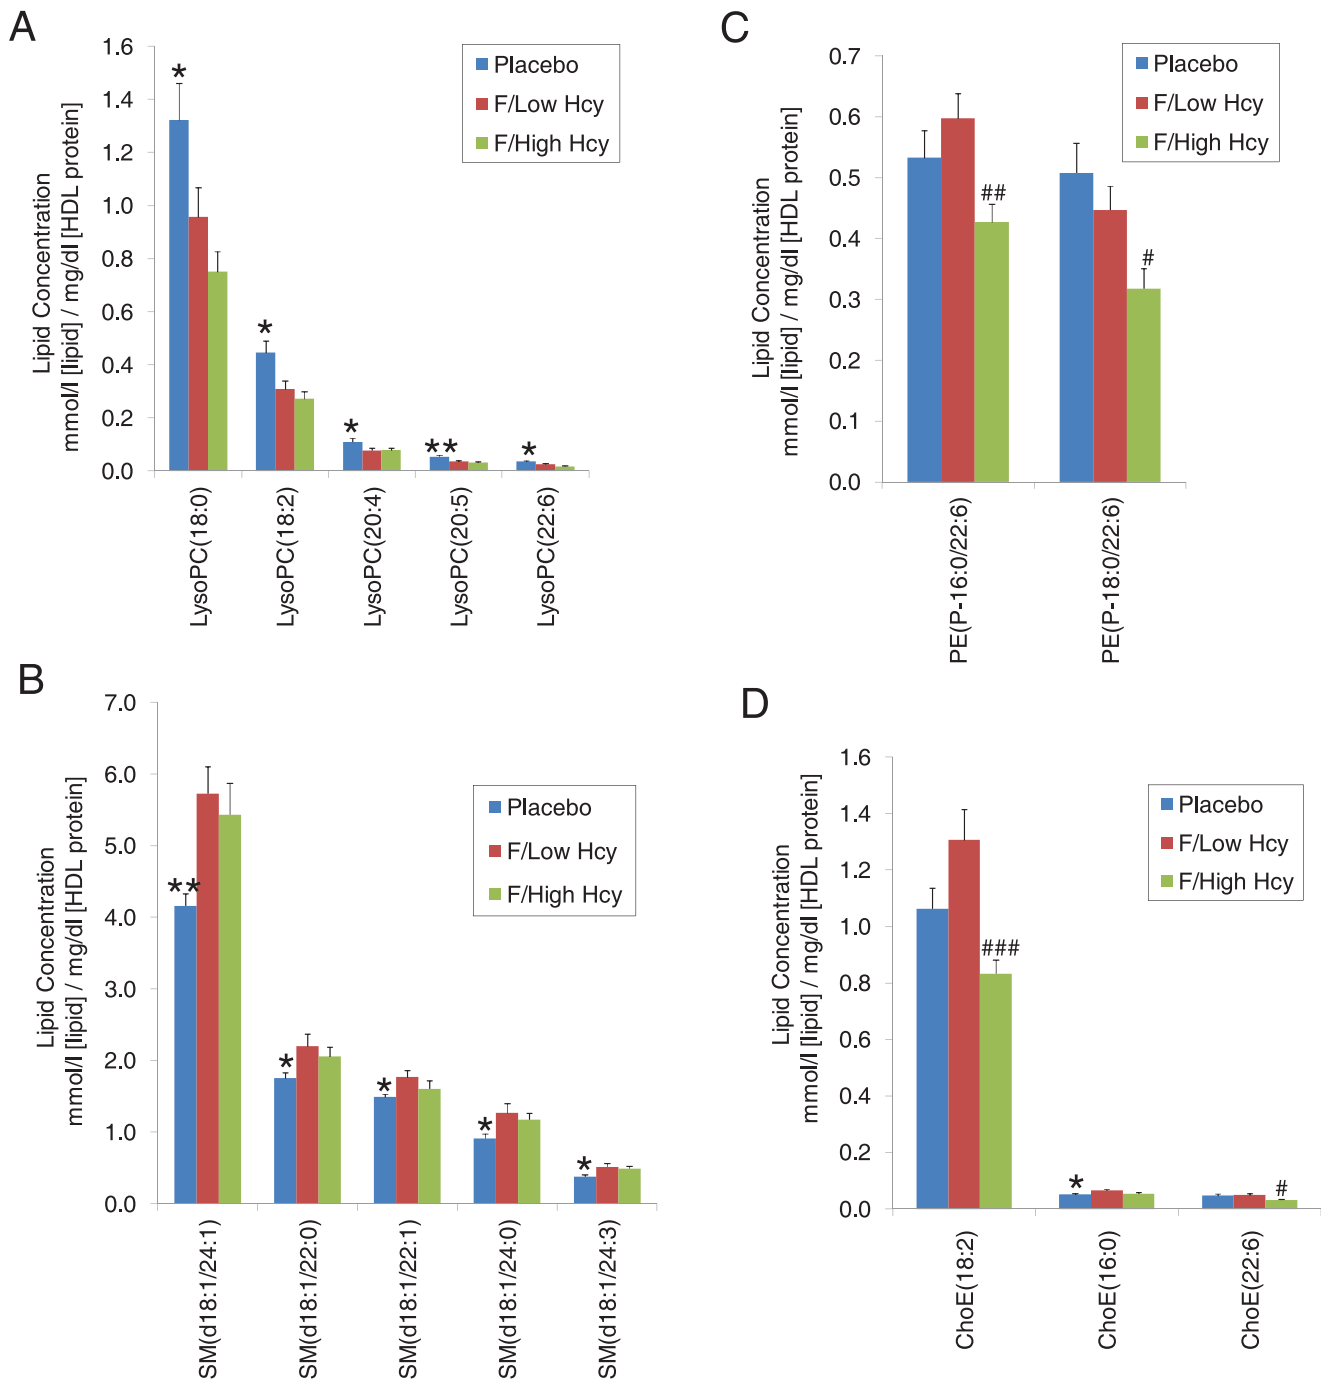 A
1.6
1.4
1.2
1.0
0.8
0.6
0.4
0.2
0.0
Lipid Concentration
mmol/l [lipid] / mg/dl [HDL protein]
Placebo
F/Low Hcy
F/High Hcy
*
*
*
**
*
LysoPC(18:0)
LysoPC(18:2)
LysoPC(20:4)
LysoPC(20:5)
LysoPC(22:6)
C
0.7
0.6
0.5
0.4
0.3
0.2
0.1
0.0
Lipid Concentration
mmol/l [lipid] / mg/dl [HDL protein]
Placebo
F/Low Hcy
F/High Hcy
##
#
PE(P-16:0/22:6)
PE(P-18:0/22:6)
B
7.0
6.0
5.0
4.0
3.0
2.0
1.0
0.0
Lipid Concentration
mmol/l [lipid] / mg/dl [HDL protein]
Placebo
F/Low Hcy
F/High Hcy
**
*
*
*
*
SM(d18:1/24:1)
SM(d18:1/22:0)
SM(d18:1/22:1)
SM(d18:1/24:0)
SM(d18:1/24:3)
D
1.6
1.4
1.2
1.0
0.8
0.6
0.4
0.2
0.0
Lipid Concentration
mmol/l [lipid] / mg/dl [HDL protein]
Placebo
F/Low Hcy
F/High Hcy
###
*
#
ChoE(18:2)
ChoE(16:0)
ChoE(22:6)